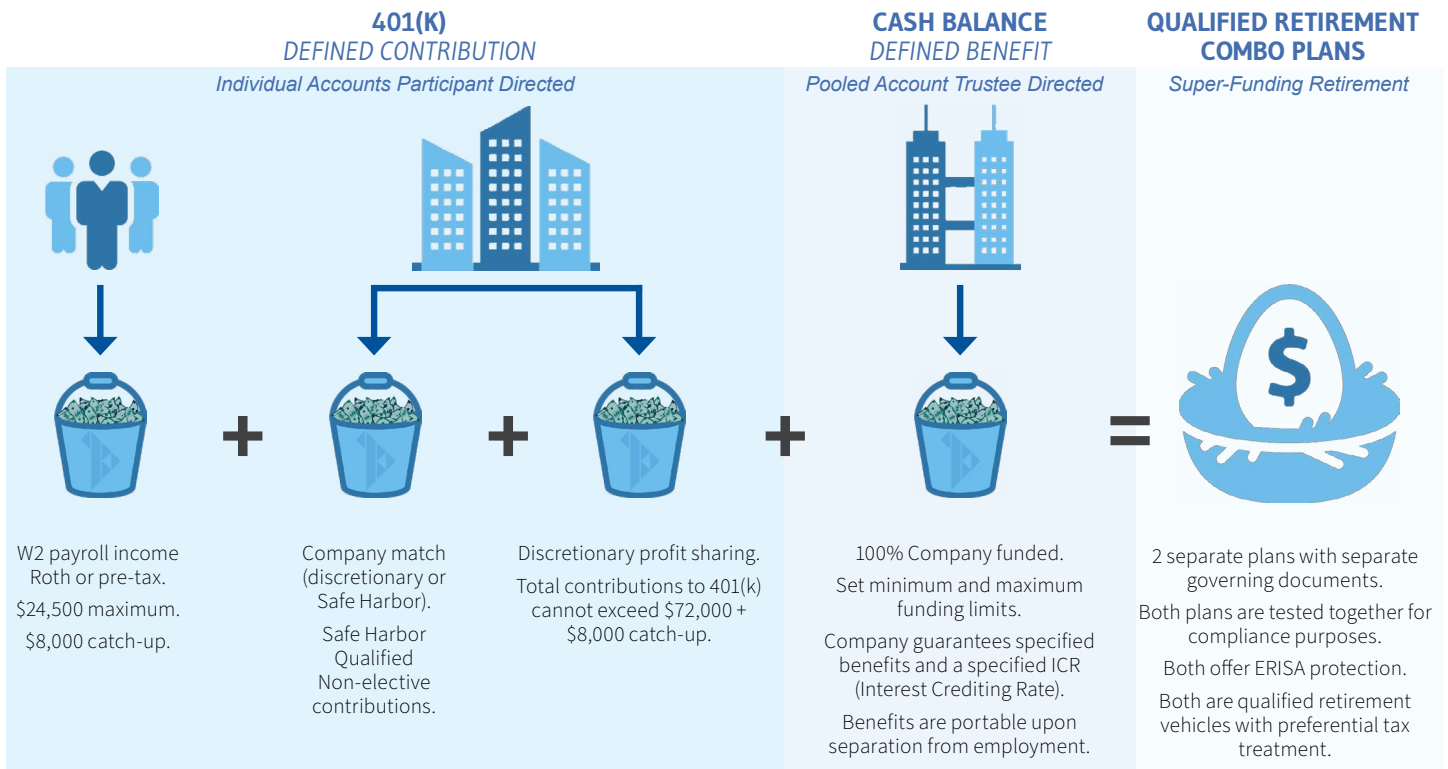 401(K)
DEFINED CONTRIBUTION
Individual Accounts Participant Directed
CASH BALANCE
DEFINED BENEFIT
Pooled Account Trustee Directed
QUALIFIED RETIREMENT
COMBO PLANS
Super-Funding Retirement
+
+
+
=
$
W2 payroll income
Roth or pre-tax.
$24,500 maximum.
$8,000 catch-up.
Company match
(discretionary or
Safe Harbor).
Safe Harbor
Qualified
Non-elective
contributions.
Discretionary profit sharing.
Total contributions to 401(k)
cannot exceed $72,000 +
$8,000 catch-up.
100% Company funded.
Set minimum and maximum
funding limits.
Company guarantees specified
benefits and a specified ICR
(Interest Crediting Rate).
Benefits are portable upon
separation from employment.
2 separate plans with separate
governing documents.
Both plans are tested together for
compliance purposes.
Both offer ERISA protection.
Both are qualified retirement
vehicles with preferential tax
treatment.